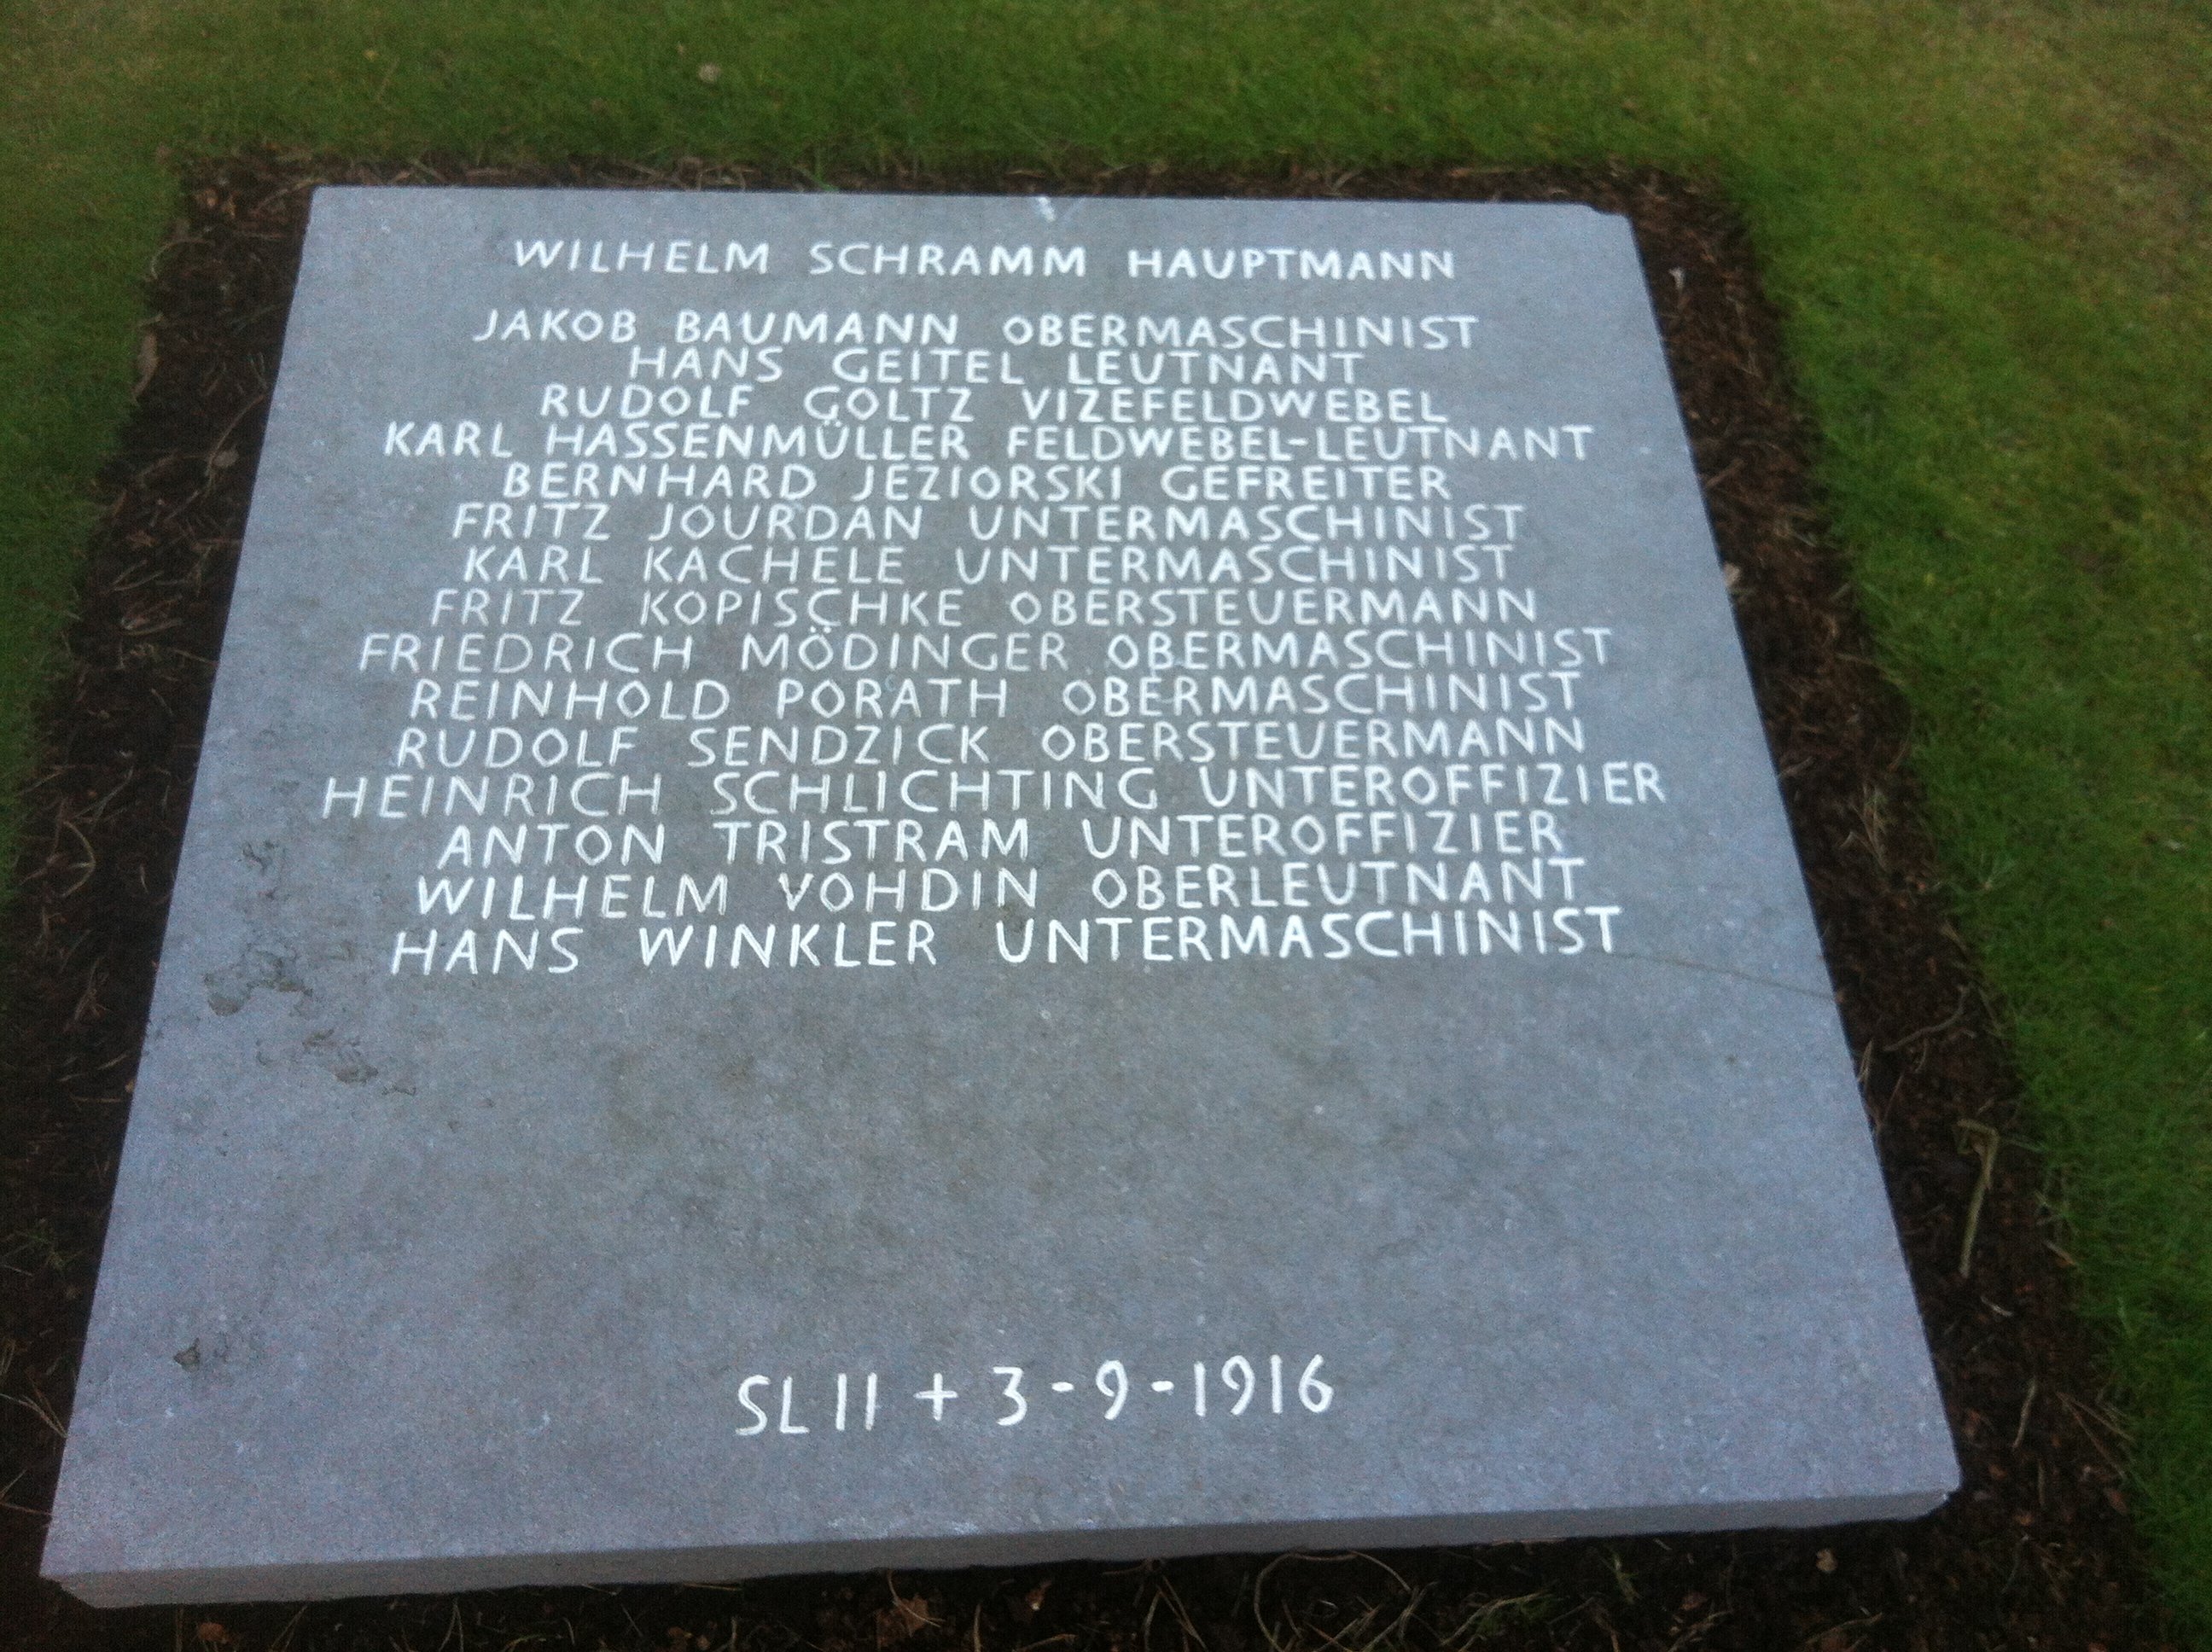 WILHELM SCHRAMM HAUPTMANN
JAKOB BAUMANN OBERMASCHINIST
HANS GEITEL LEUTNANT
RUDOLF GOLTZ VIZEFELDWEBEL
KARL HASSENMÜLLER FELDWEBEL-LEUTNANT
BERNHARD JEZIORSKI GEFREITER
FRITZ JOURDAN UNTERMASCHINIST
KARL KACHELE UNTERMASCHINIST
FRITZ KOPISCHKE OBERSTEUERMANN
FRIEDRICH MÖDINGER OBERMASCHINIST
REINHOLD PORATH OBERMASCHINIST
RUDOLF SENDZICK OBERSTEUERMANN
HEINRICH SCHLICHTING UNTEROFFIZIER
ANTON TRISTRAM UNTEROFFIZIER
WILHELM VOHDIN OBERLEUTNANT
HANS WINKLER UNTERMASCHINIST
SL11 + 3-9-1916